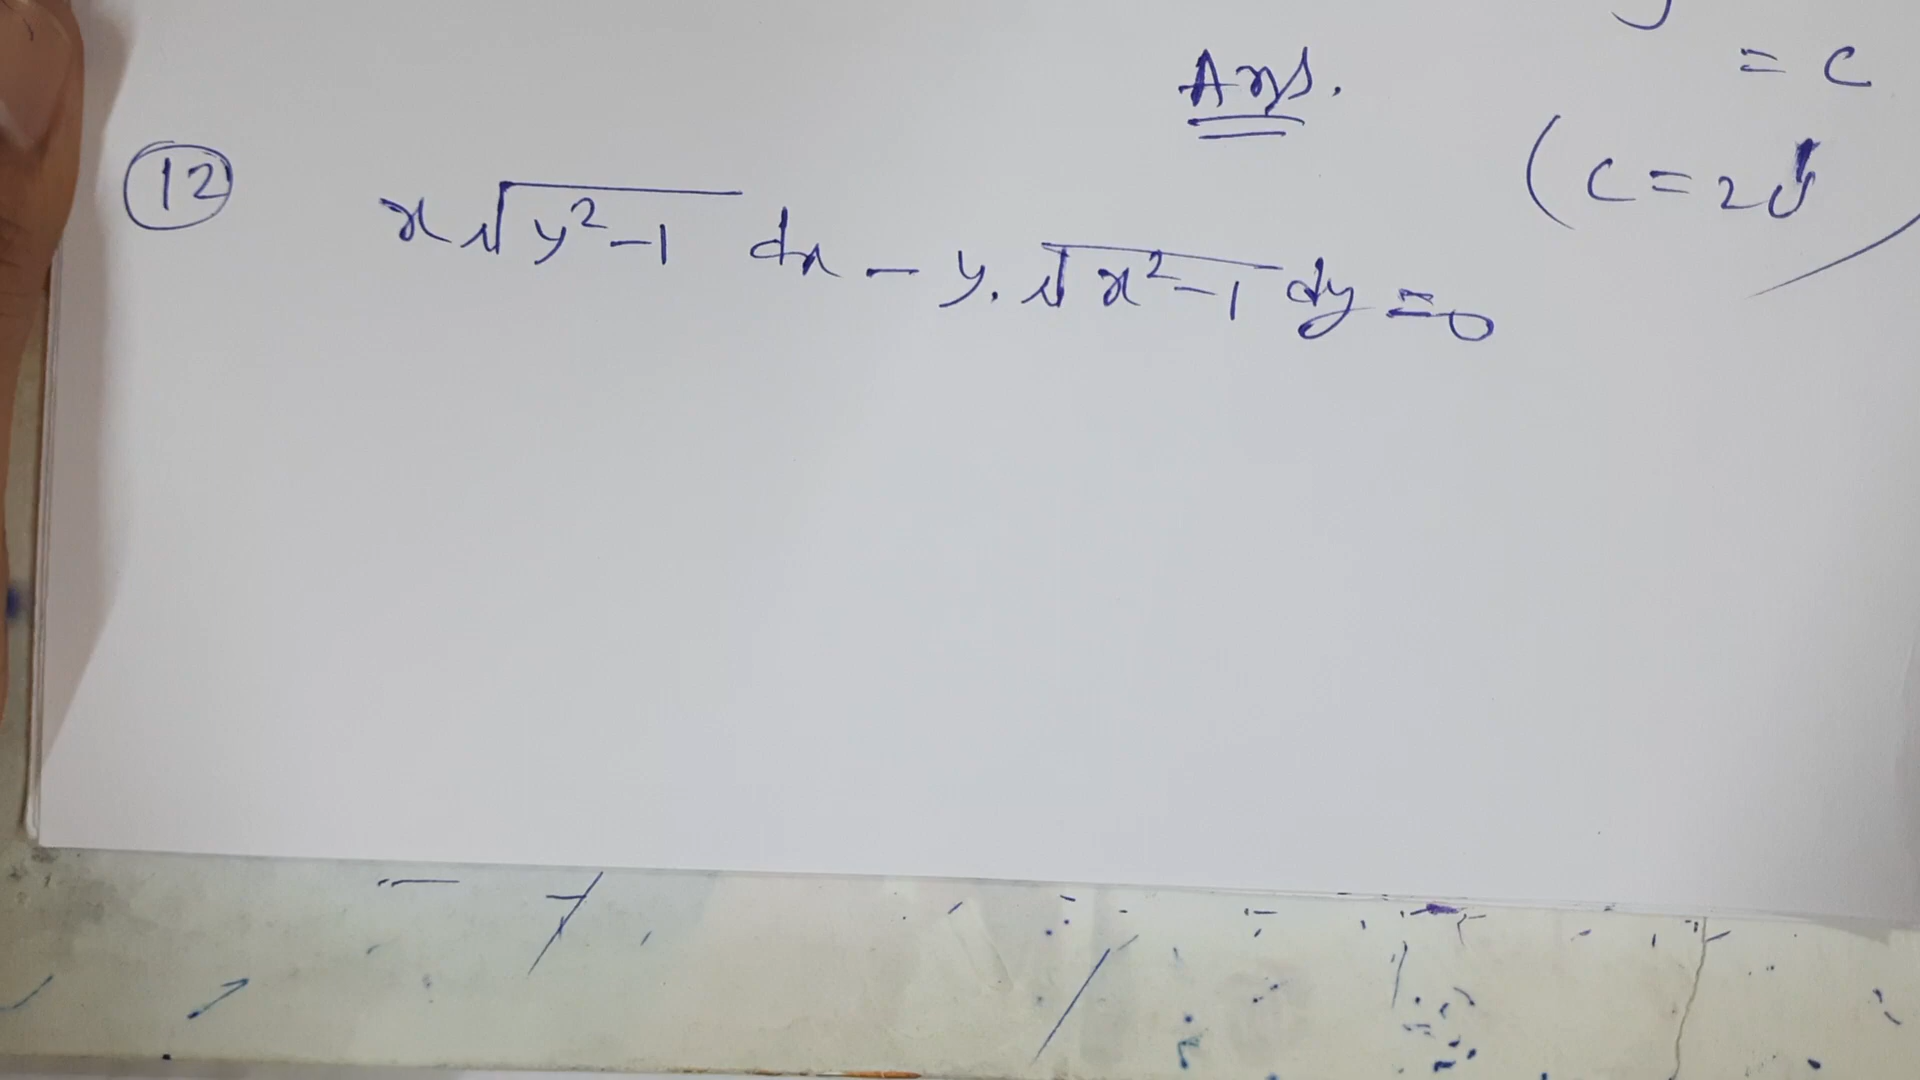 = c
Ans.
(c = 2c')
(12) x√(y²-1) dx - y.√(x²-1) dy = 0